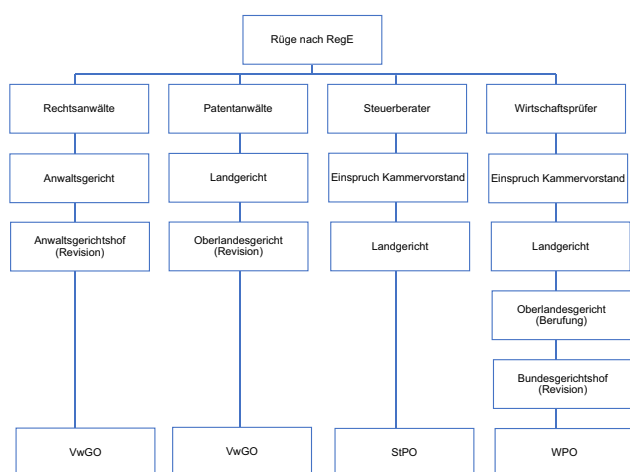 Rüge nach RegE
Rechtsanwälte
Patentanwälte
Steuerberater
Wirtschaftsprüfer
Anwaltsgericht
Landgericht
Einspruch Kammervorstand
Einspruch Kammervorstand
Anwaltsgerichtshof
(Revision)
Oberlandesgericht
(Revision)
Landgericht
Landgericht
Oberlandesgericht
(Berufung)
Bundesgerichtshof
(Revision)
VwGO
VwGO
StPO
WPO